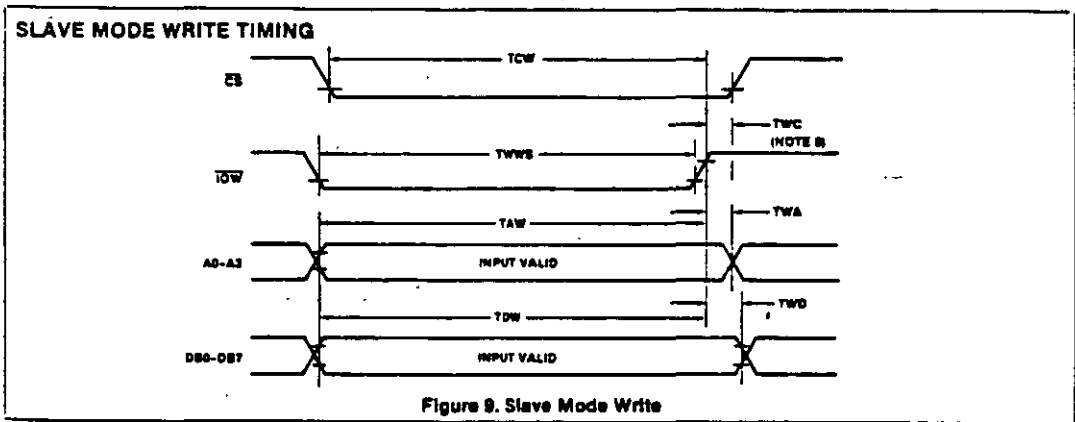 SLAVE MODE WRITE TIMING
TCW
CS
TWC
(NOTE 8)
TWWS
IOW
TAW
TWA
A0-A3
INPUT VALID
TDW
TWD
DB0-DB7
INPUT VALID
Figure 9. Slave Mode Write